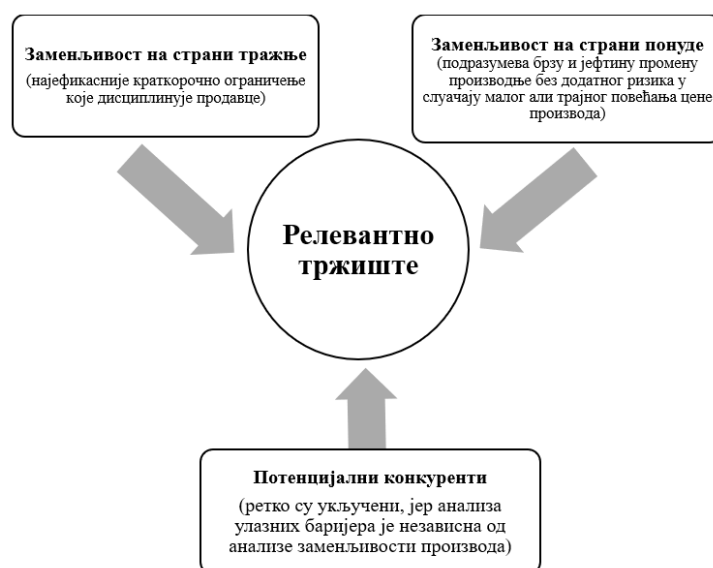 Заменљивост на страни тражње
(најефикасније краткорочно ограничење
које дисциплинује продавце)
Заменљивост на страни понуде
(подразумева брзу и јефтину промену
производње без додатног ризика у
случају малог али трајног повећања цене
производа)
Релевантно
тржиште
Потенцијални конкуренти
(ретко су укључени, јер анализа
улазних баријера је независна од
анализе заменљивости производа)